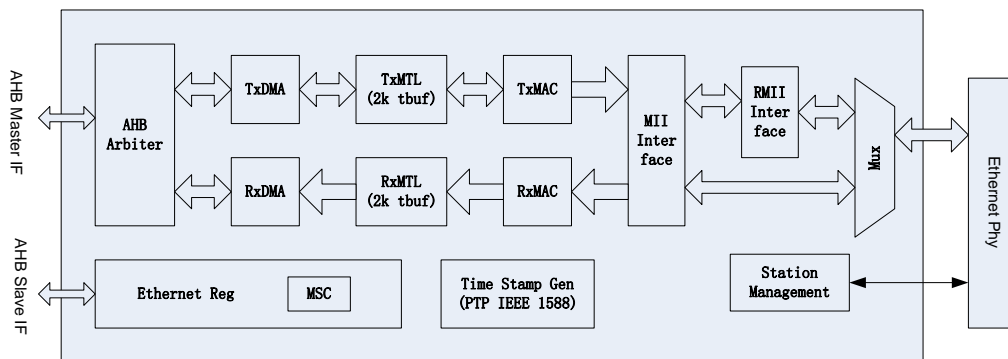 AHB Master IF
AHB Slave IF
AHB
Arbiter
TxDMA
TxMTL
(2k tbuf)
TxMAC
MII
Inter
face
RMII
Inter
face
Mux
Ethernet Phy
RxDMA
RxMTL
(2k tbuf)
RxMAC
Ethernet Reg
MSC
Time Stamp Gen
(PTP IEEE 1588)
Station
Management